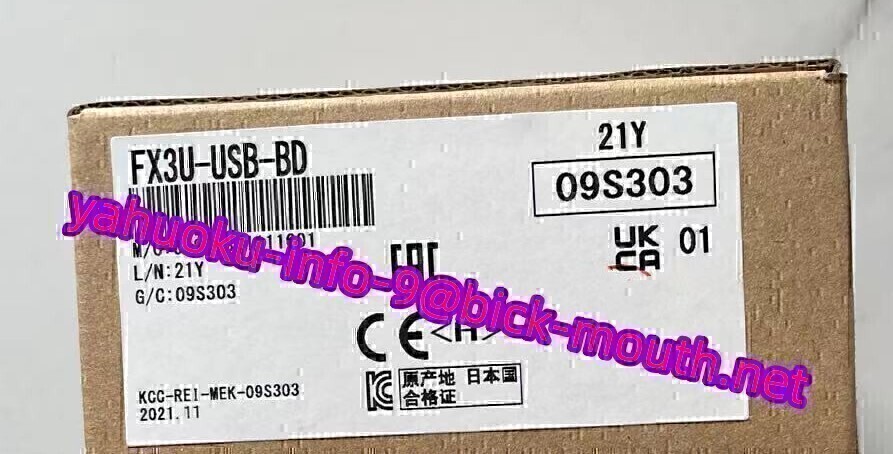 FX3U-USB-BD
21Y
09S303
yahuoku-info-9@bick-mouth.net
L/N:21Y
G/C:09S303
EAC
UK
CA
01
CE
<H>
KCC-REI-MEK-09S303
2021.11
原产地 日本国
合格证